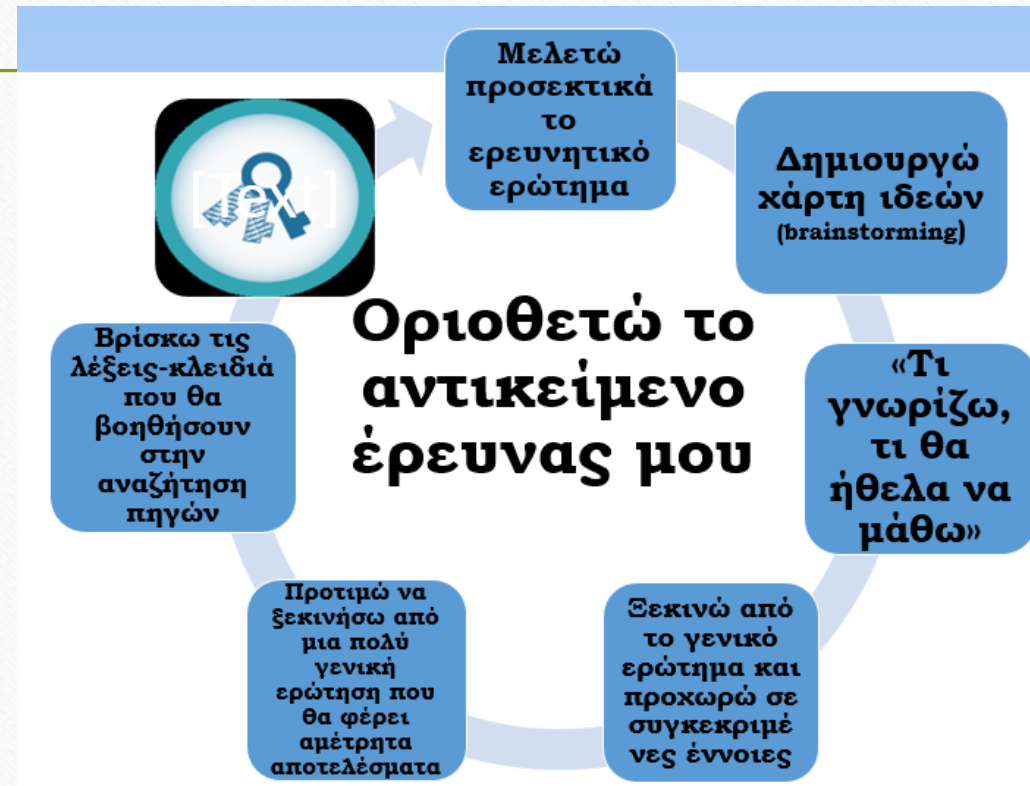 Μελετώ
προσεκτικά
το
ερευνητικό
ερώτημα
Δημιουργώ
χάρτη ιδεών
(brainstorming)
«Τι
γνωρίζω,
τι θα
ήθελα να
μάθω»
Ξεκινώ από
το γενικό
ερώτημα και
προχωρώ σε
συγκεκριμέ
νες έννοιες
Προτιμώ να
ξεκινήσω από
μια πολύ
γενική
ερώτηση που
θα φέρει
αμέτρητα
αποτελέσματα
Βρίσκω τις
λέξεις-κλειδιά
που θα
βοηθήσουν
στην
αναζήτηση
πηγών
[Text]
Οριοθετώ το
αντικείμενο
έρευνας μου